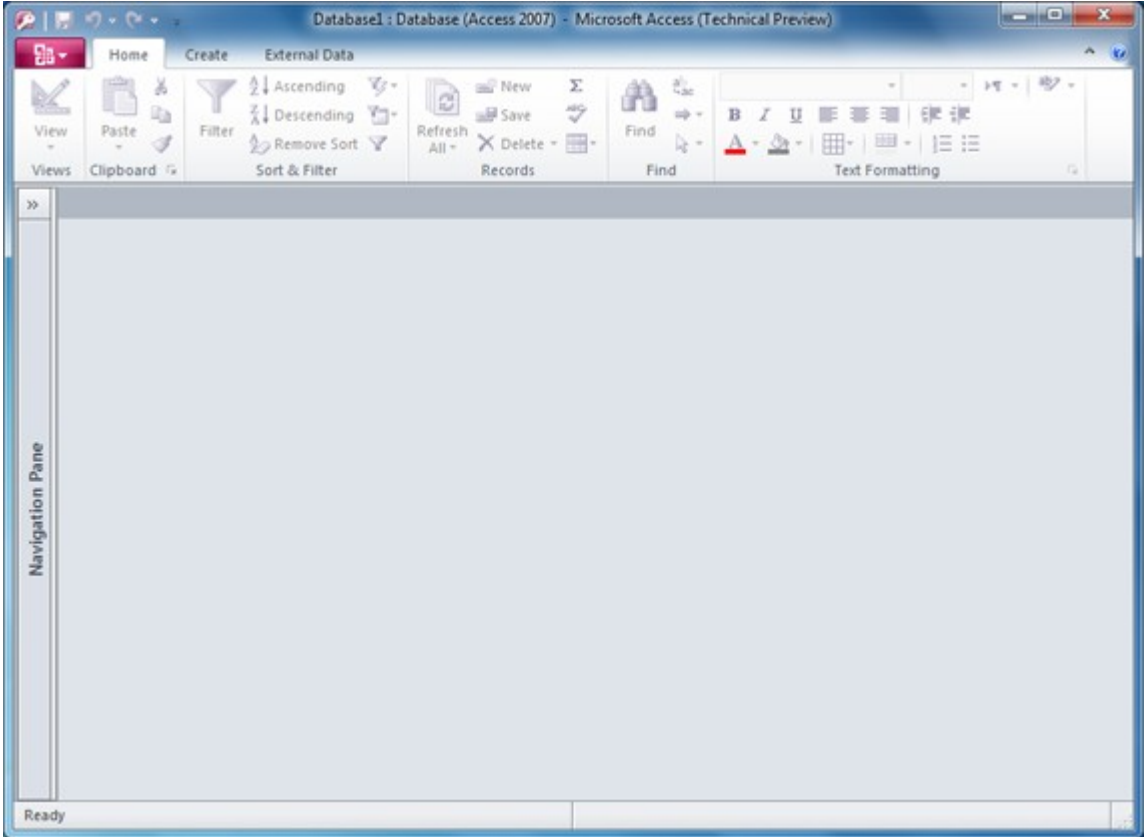 Database1 : Database (Access 2007) - Microsoft Access (Technical Preview)
Home Create External Data
View
Views
Paste
Clipboard
Filter
Ascending
Descending
Remove Sort
Sort & Filter
Refresh All
New
Save
Delete
Records
Find
Find
B I U
A
Text Formatting
Navigation Pane
Ready